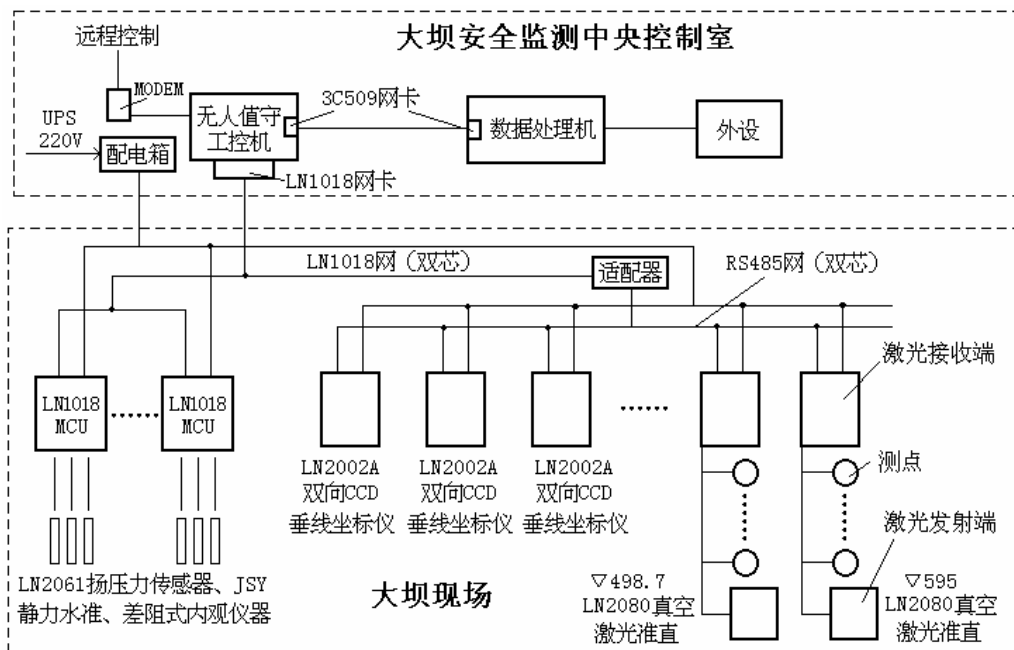 大坝安全监测中央控制室
远程控制
MODEM
UPS
220V
配电箱
无人值守
工控机
3C509网卡
数据处理机
外设
LN1018网卡
LN1018网（双芯）
适配器
RS485网（双芯）
激光接收端
LN1018
MCU
LN1018
MCU
LN2002A
双向CCD
垂线坐标仪
LN2002A
双向CCD
垂线坐标仪
LN2002A
双向CCD
垂线坐标仪
测点
激光发射端
LN2061扬压力传感器、JSY
静力水准、差阻式内观仪器
大坝现场
▽498.7
LN2080真空
激光准直
▽595
LN2080真空
激光准直